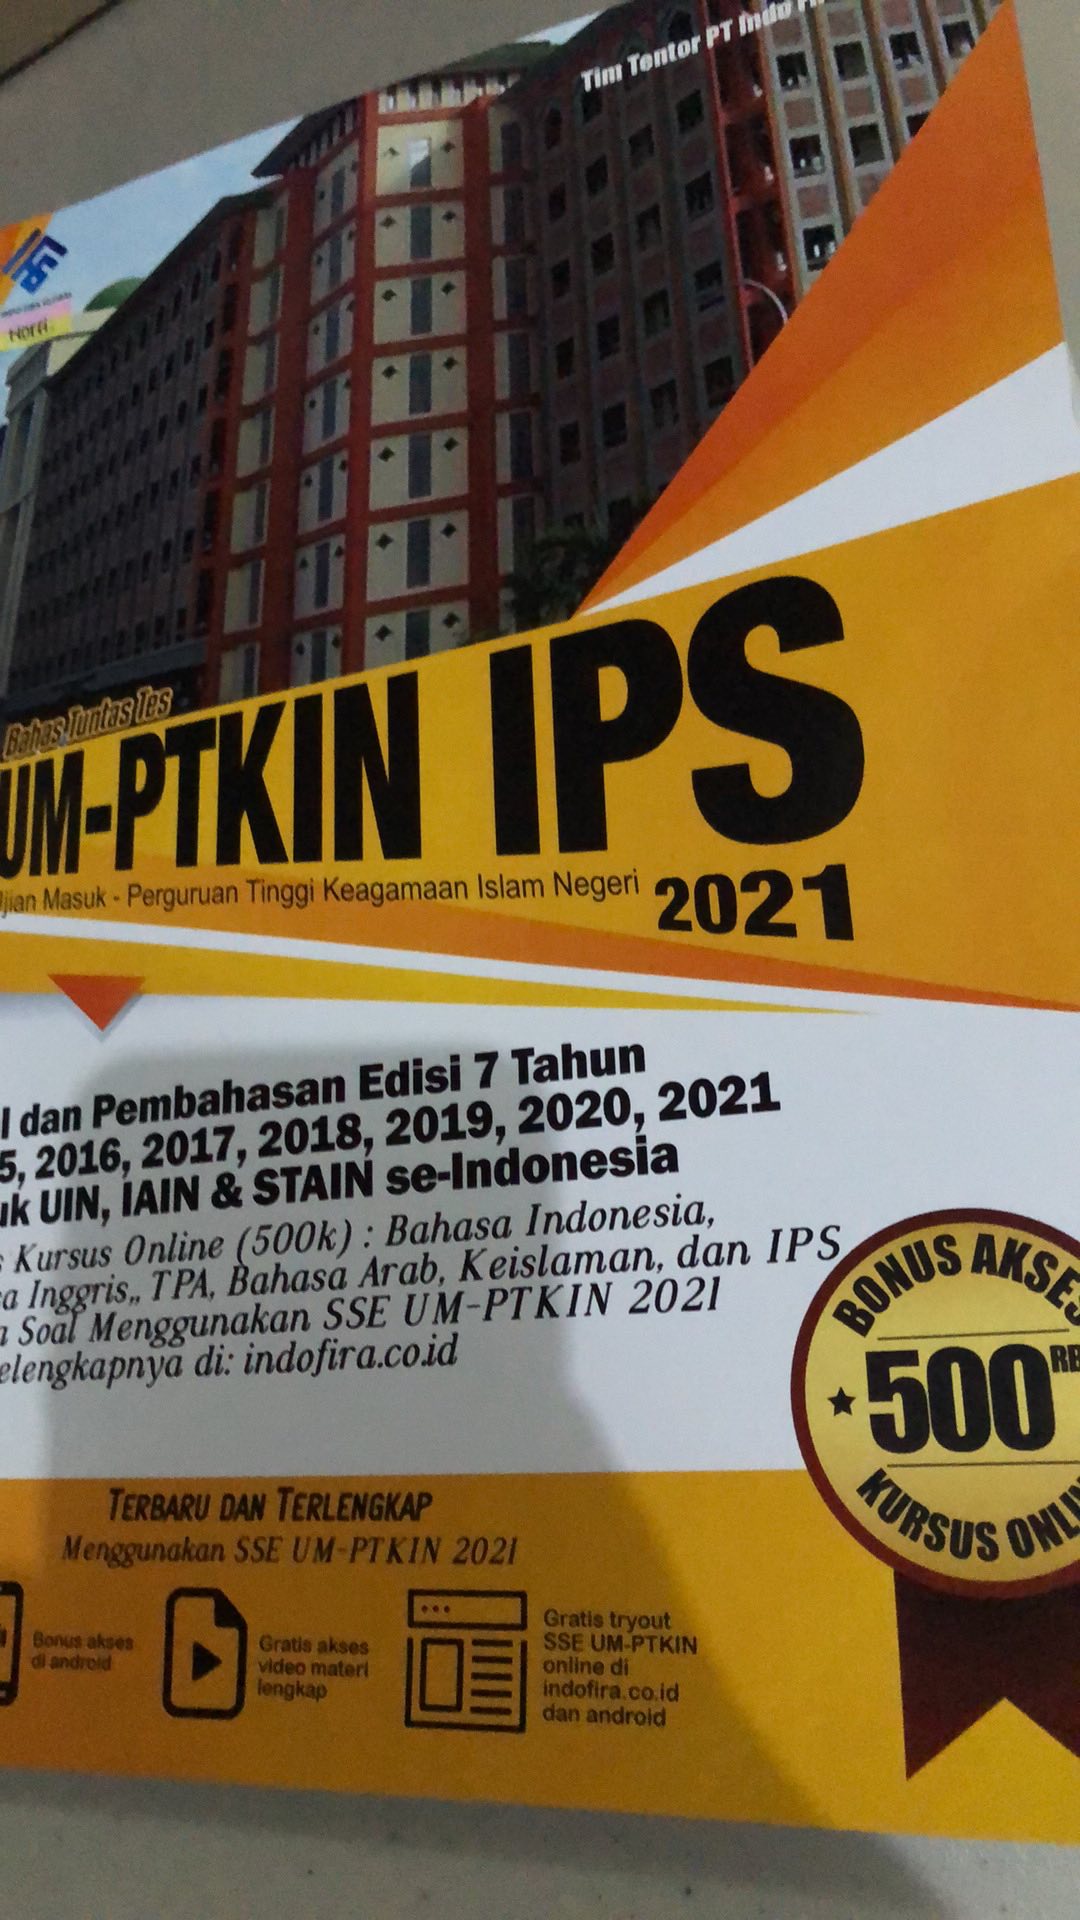 Tim Tentor PT Indo
Bahas Tuntas Tes
UM-PTKIN IPS
jian Masuk - Perguruan Tinggi Keagamaan Islam Negeri
2021
l dan Pembahasan Edisi 7 Tahun
5, 2016, 2017, 2018, 2019, 2020, 2021
uk UIN, IAIN & STAIN se-Indonesia
s Kursus Online (500k) : Bahasa Indonesia,
a Inggris,, TPA, Bahasa Arab, Keislaman, dan IPS
a Soal Menggunakan SSE UM-PTKIN 2021
elengkapnya di: indofira.co.id
BONUS AKSES
500 RB
KURSUS ONLI
TERBARU DAN TERLENGKAP
Menggunakan SSE UM-PTKIN 2021
Bonus akses
di android
Gratis akses
video materi
lengkap
Gratis tryout
SSE UM-PTKIN
online di
indofira.co.id
dan android